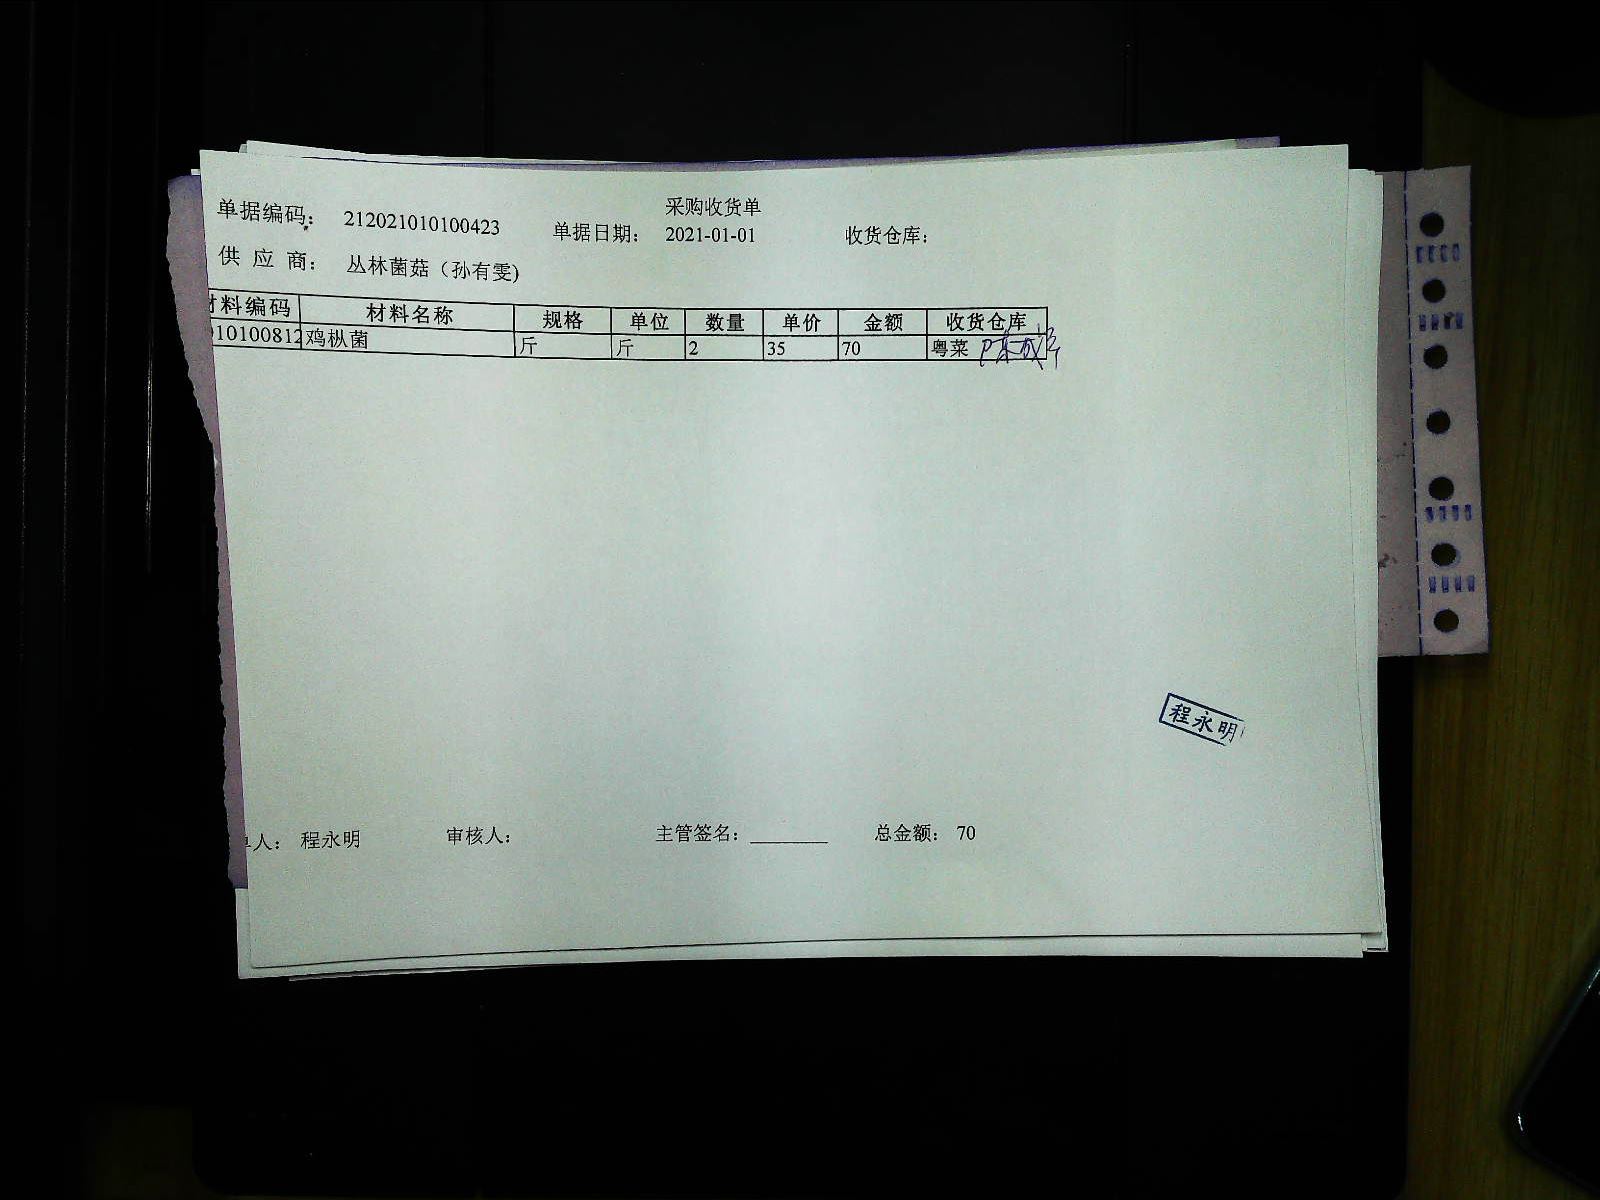 采购收货单
单据编码： 212021010100423 单据日期： 2021-01-01 收货仓库：
供 应 商： 丛林菌菇（孙有雯)
材料编码 材料名称 规格 单位 数量 单价 金额 收货仓库
10100812 鸡枞菌 斤 斤 2 35 70 粤菜
程永明
人： 程永明 审核人： 主管签名： ________ 总金额： 70